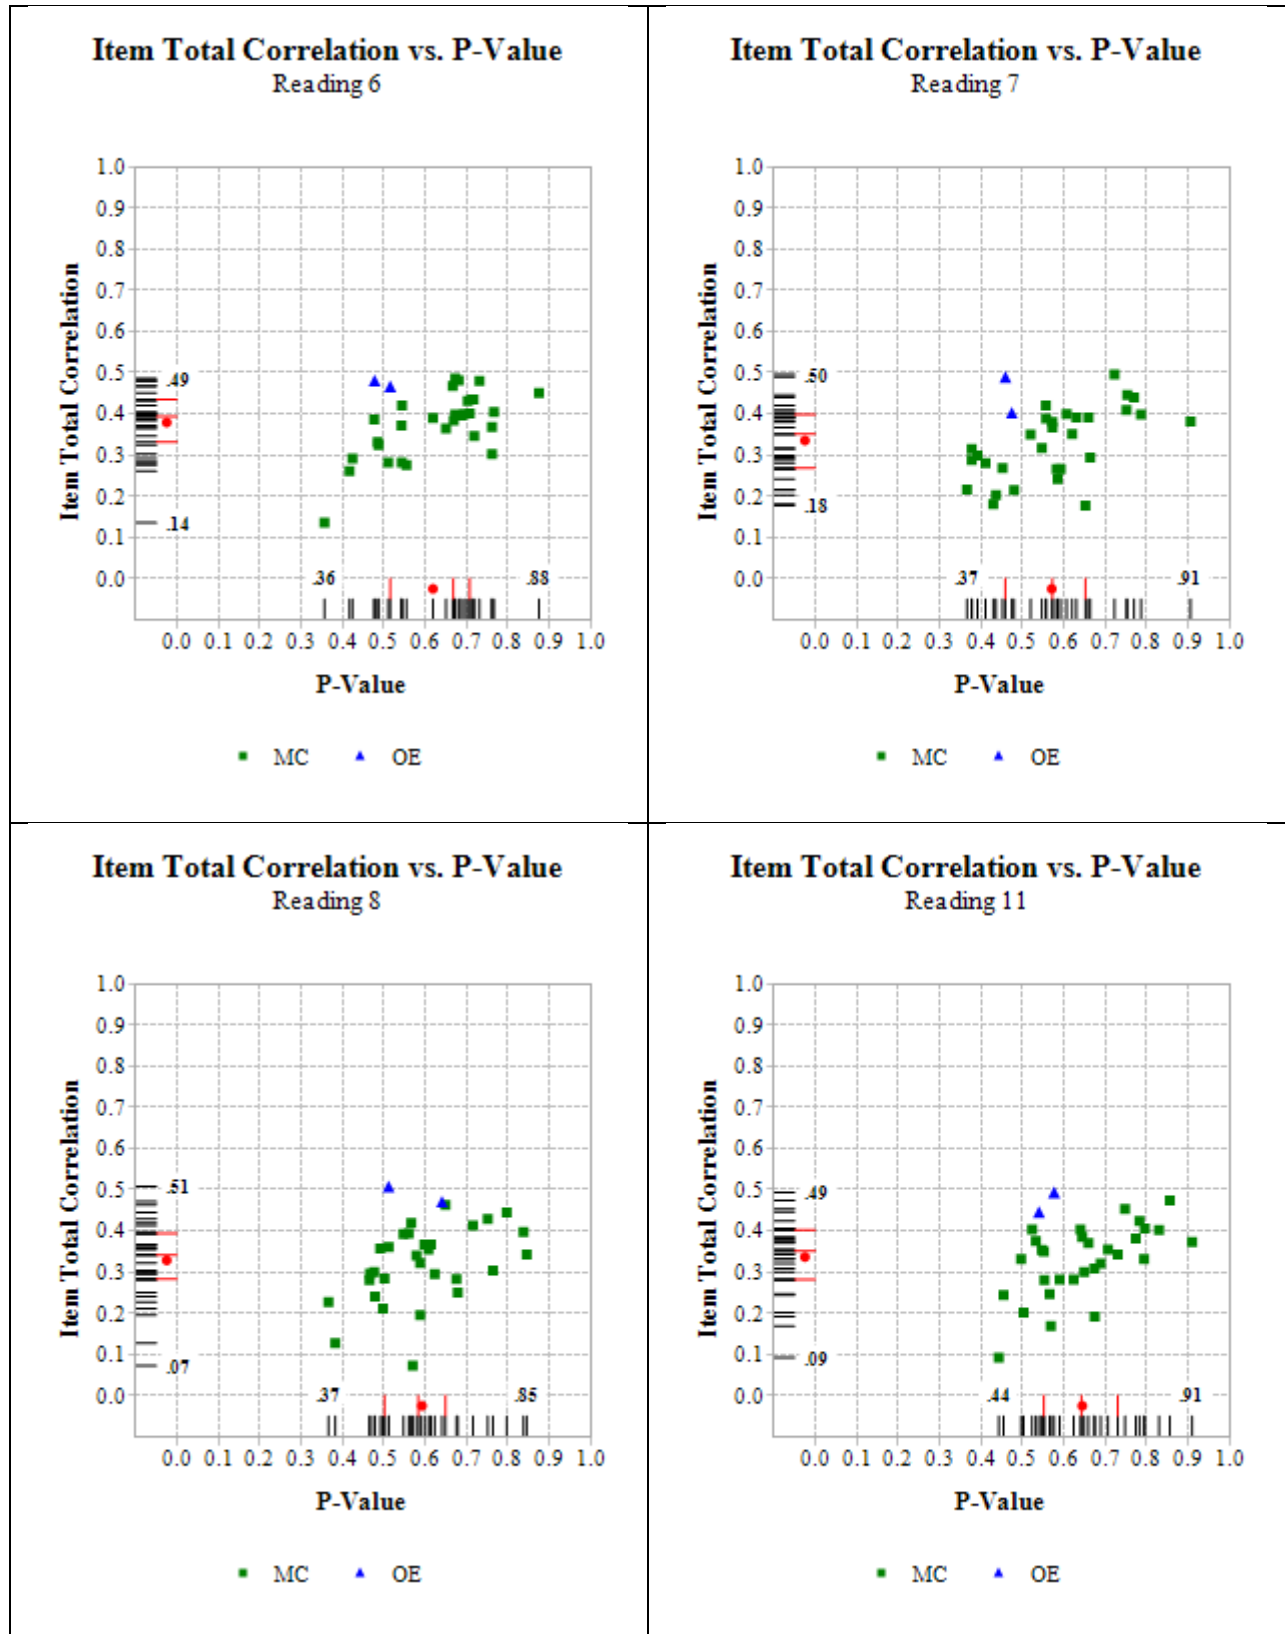 Item Total Correlation vs. P-Value
Reading 6
1.0
0.9
0.8
0.7
0.6
0.5
0.4
0.3
0.2
0.1
0.0
Item Total Correlation
.49
.14
.36
.88
0.0 0.1 0.2 0.3 0.4 0.5 0.6 0.7 0.8 0.9 1.0
P-Value
MC OE
Item Total Correlation vs. P-Value
Reading 7
1.0
0.9
0.8
0.7
0.6
0.5
0.4
0.3
0.2
0.1
0.0
Item Total Correlation
.50
.18
.37
.91
0.0 0.1 0.2 0.3 0.4 0.5 0.6 0.7 0.8 0.9 1.0
P-Value
MC OE
Item Total Correlation vs. P-Value
Reading 8
1.0
0.9
0.8
0.7
0.6
0.5
0.4
0.3
0.2
0.1
0.0
Item Total Correlation
.51
.07
.37
.85
0.0 0.1 0.2 0.3 0.4 0.5 0.6 0.7 0.8 0.9 1.0
P-Value
MC OE
Item Total Correlation vs. P-Value
Reading 11
1.0
0.9
0.8
0.7
0.6
0.5
0.4
0.3
0.2
0.1
0.0
Item Total Correlation
.49
.09
.44
.91
0.0 0.1 0.2 0.3 0.4 0.5 0.6 0.7 0.8 0.9 1.0
P-Value
MC OE